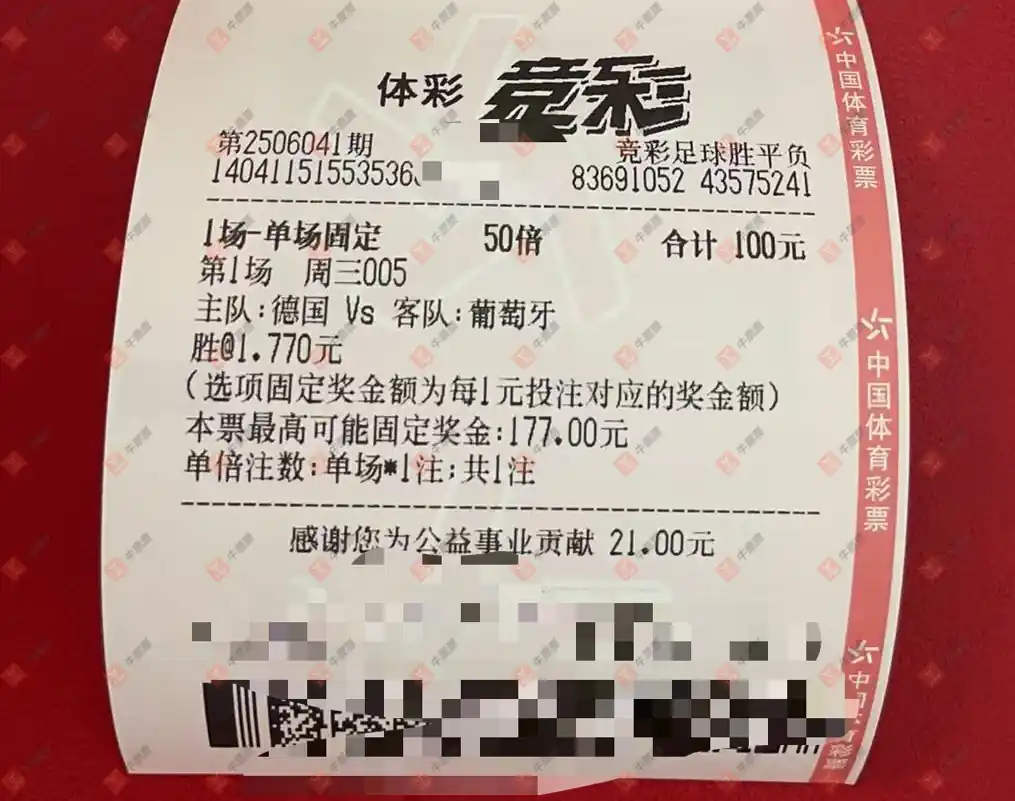 体彩 竞彩
第2506041期 竞彩足球胜平负
140411515535363 83691052 43575241
1场-单场固定 50倍 合计 100元
第1场 周三005
主队:德国 Vs 客队:葡萄牙
胜@1.770元
(选项固定奖金额为每1元投注对应的奖金额)
本票最高可能固定奖金:177.00元
单倍注数:单场*1注;共1注
感谢您为公益事业贡献 21.00元
中国体育彩票
中国体育彩票